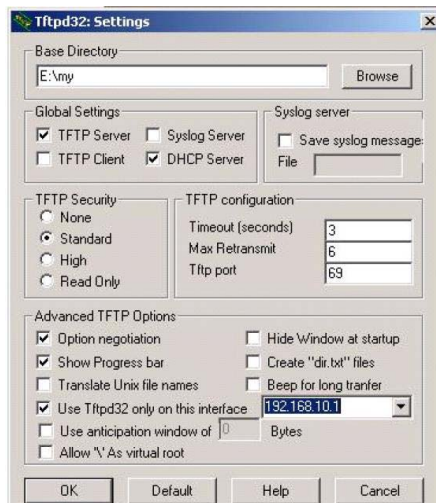 Tftpd32: Settings
Base Directory
E:\my
Browse
Global Settings
TFTP Server
Syslog Server
TFTP Client
DHCP Server
Syslog server
Save syslog message
File
TFTP Security
None
Standard
High
Read Only
TFTP configuration
Timeout (seconds)
3
Max Retransmit
6
Tftp port
69
Advanced TFTP Options
Option negotiation
Hide Window at startup
Show Progress bar
Create "dir.txt" files
Translate Unix file names
Beep for long tranfer
Use Tftpd32 only on this interface
192.168.10.1
Use anticipation window of 0 Bytes
Allow '\' As virtual root
OK
Default
Help
Cancel